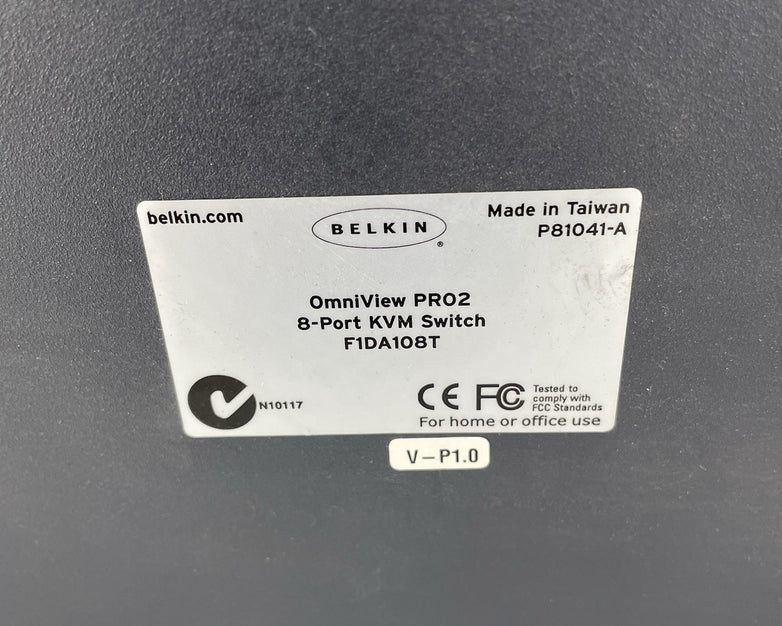 belkin.com
BELKIN
®
Made in Taiwan
P81041-A
OmniView PRO2
8-Port KVM Switch
F1DA108T
N10117
CE FC
Tested to
comply with
FCC Standards
For home or office use
V-P1.0